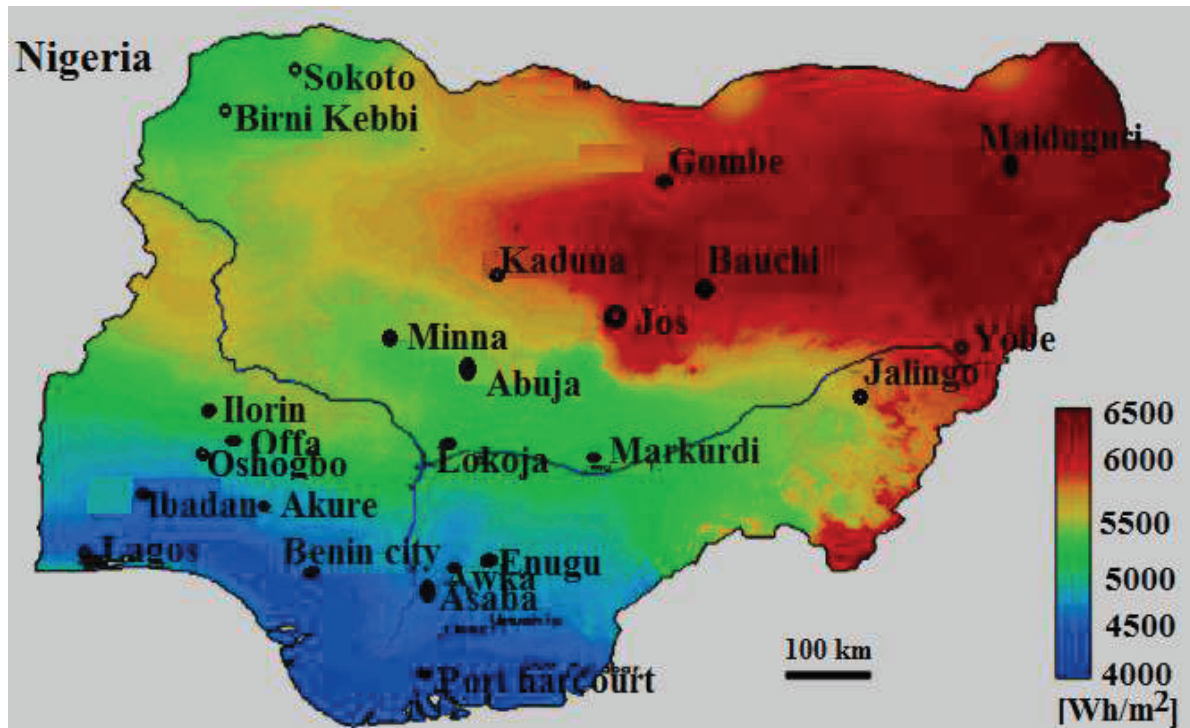 Nigeria
Sokoto
Birni Kebbi
Maiduguri
Gombe
Kaduna
Bauchi
Jos
Minna
Yobe
Abuja
Jalingo
Ilorin
Offa
Oshogbo
Lokoja
Markurdi
Ibadan
Akure
Lagos
Benin city
Enugu
Awka
Asaba
Port harcourt
100 km
6500
6000
5500
5000
4500
4000
[Wh/m²]